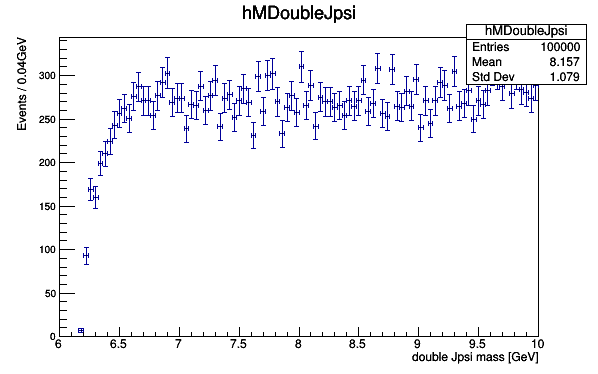 hMDoubleJpsi
hMDoubleJpsi
Entries 100000
Mean 8.157
Std Dev 1.079
Events / 0.04GeV
300
250
200
150
100
50
0
6 6.5 7 7.5 8 8.5 9 9.5 10
double Jpsi mass [GeV]